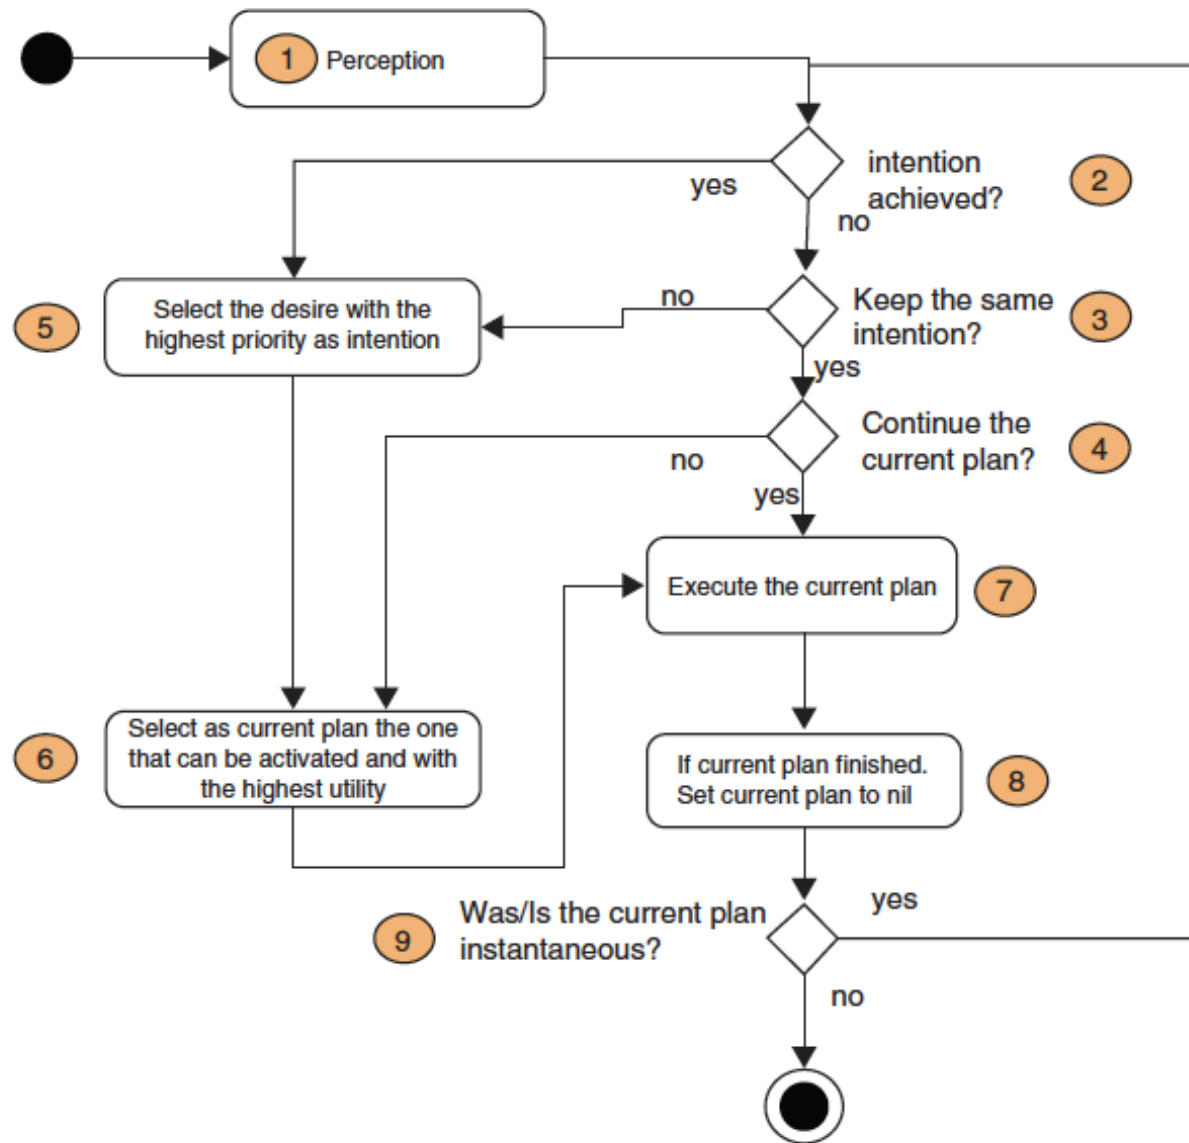 1 Perception
intention
achieved?
2
yes
no
Keep the same
intention?
3
no
yes
5
Select the desire with the
highest priority as intention
Continue the
current plan?
4
no
yes
Execute the current plan
7
6
Select as current plan the one
that can be activated and with
the highest utility
If current plan finished.
Set current plan to nil
8
9
Was/Is the current plan
instantaneous?
yes
no